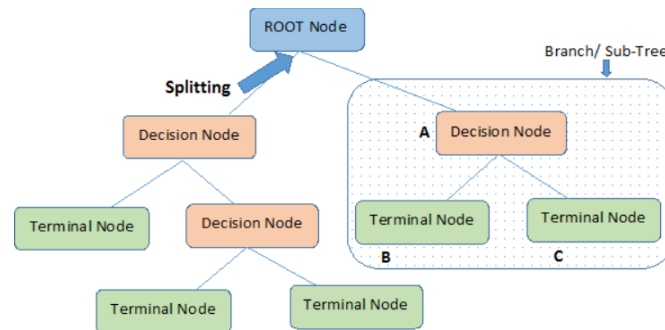 ROOT Node
Branch/ Sub-Tree
Splitting
Decision Node
A
Decision Node
Terminal Node
Decision Node
Terminal Node
Terminal Node
B
C
Terminal Node
Terminal Node